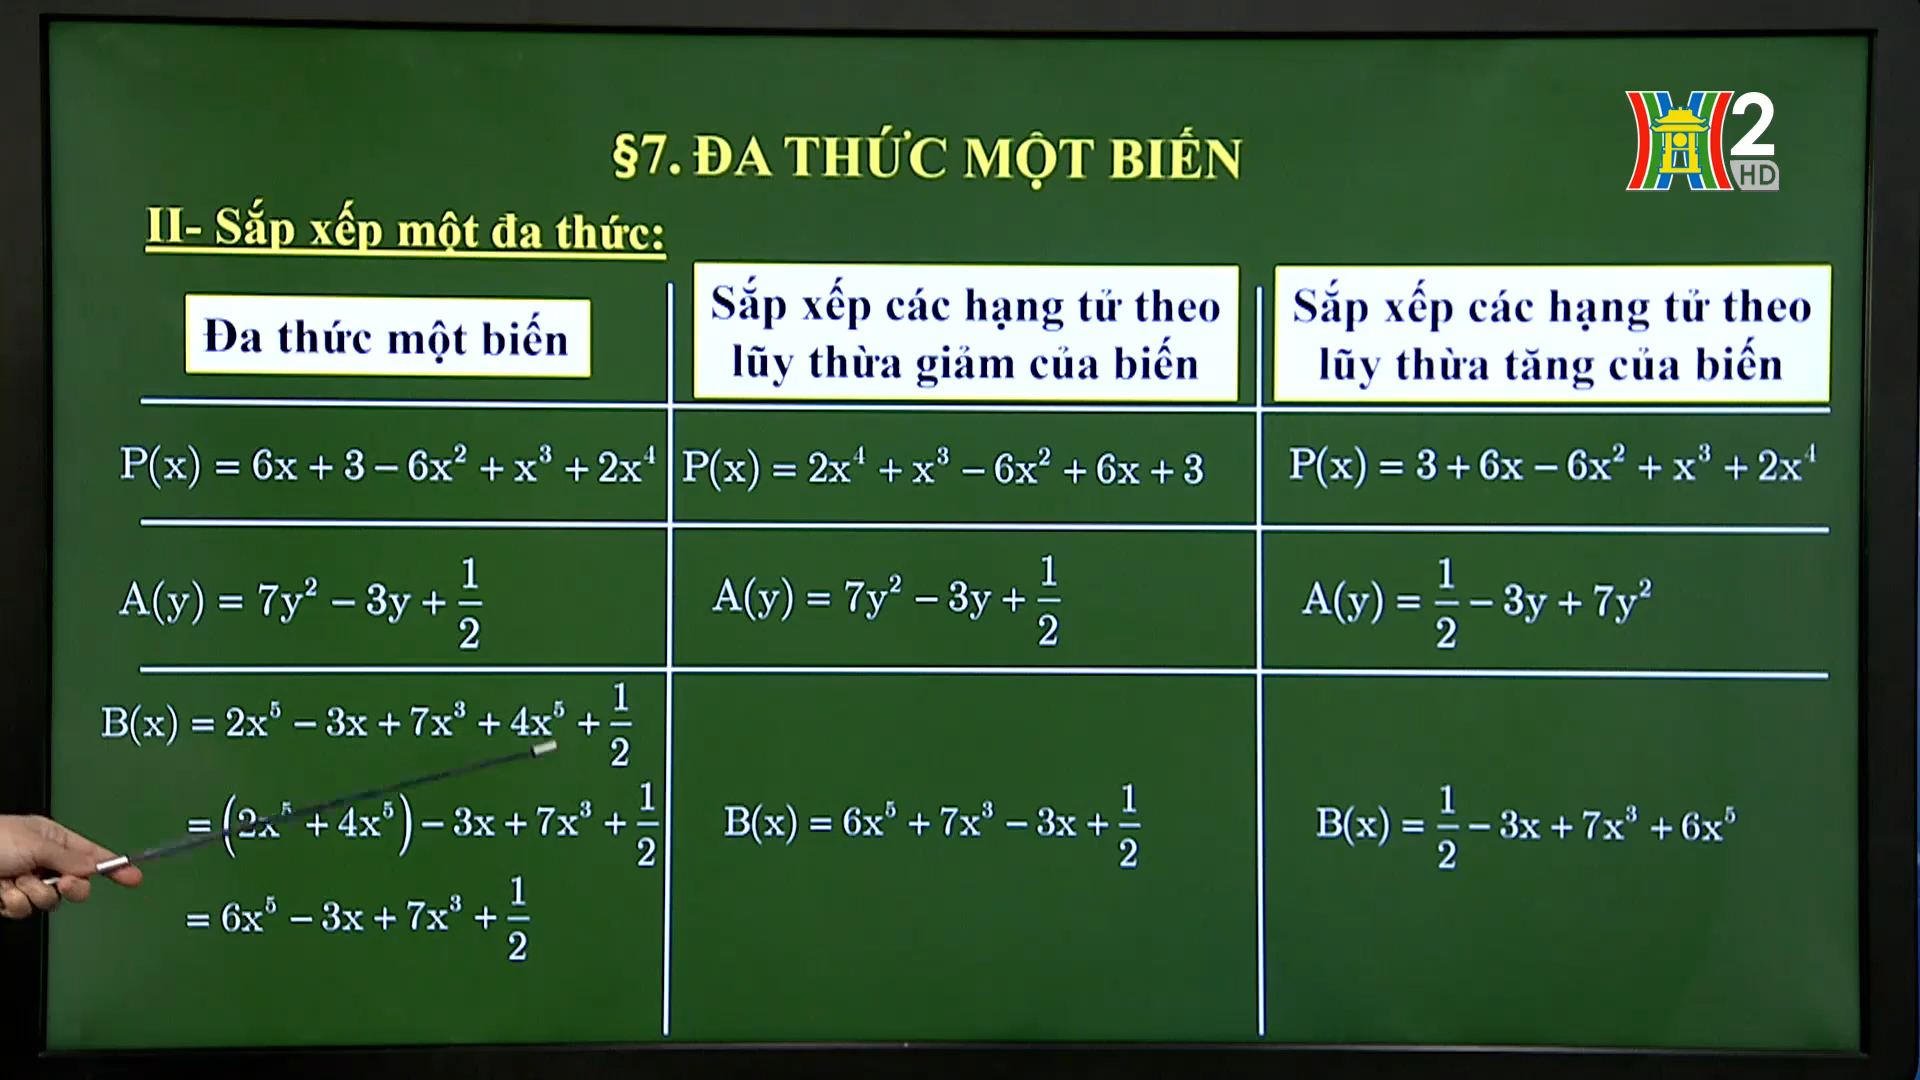 2
HD
§7. ĐA THỨC MỘT BIẾN
II- Sắp xếp một đa thức:
Đa thức một biến
Sắp xếp các hạng tử theo
lũy thừa giảm của biến
Sắp xếp các hạng tử theo
lũy thừa tăng của biến
P(x) = 6x + 3 − 6x² + x³ + 2x⁴
P(x) = 2x⁴ + x³ − 6x² + 6x + 3
P(x) = 3 + 6x − 6x² + x³ + 2x⁴
A(y) = 7y² − 3y + 1/2
A(y) = 7y² − 3y + 1/2
A(y) = 1/2 − 3y + 7y²
B(x) = 2x⁵ − 3x + 7x³ + 4x⁵ + 1/2
= (2x⁵ + 4x⁵) − 3x + 7x³ + 1/2
= 6x⁵ − 3x + 7x³ + 1/2
B(x) = 6x⁵ + 7x³ − 3x + 1/2
B(x) = 1/2 − 3x + 7x³ + 6x⁵